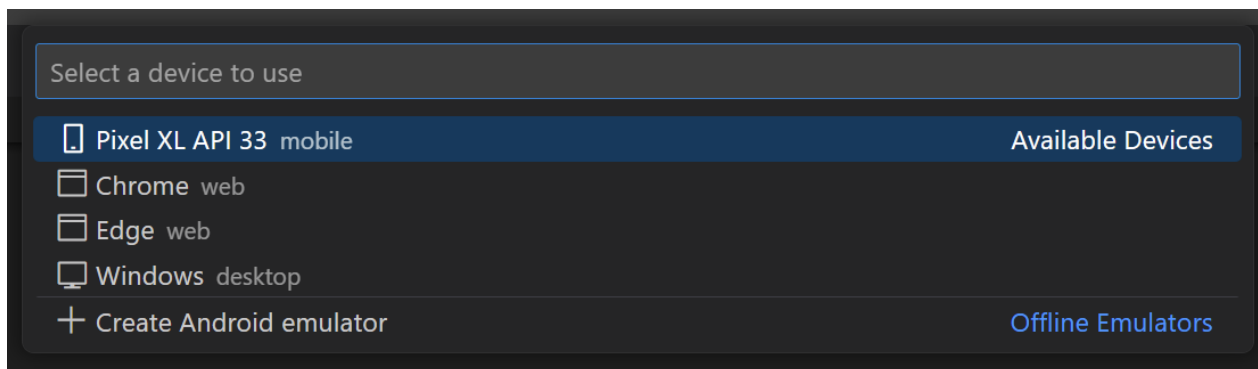 Select a device to use
Pixel XL API 33 mobile Available Devices
Chrome web
Edge web
Windows desktop
Create Android emulator Offline Emulators